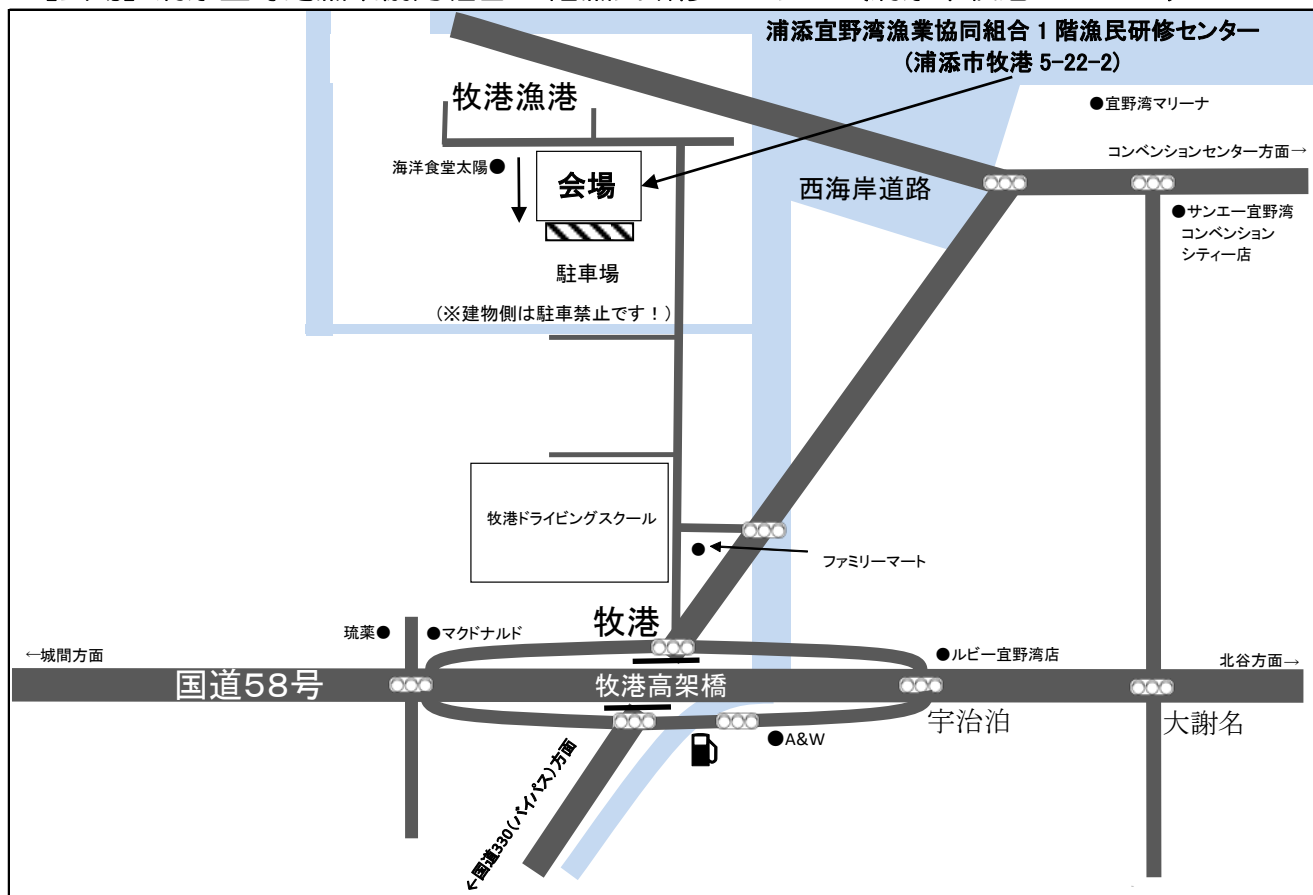 浦添宜野湾漁業協同組合１階漁民研修センター
（浦添市牧港 5-22-2）
牧港漁港
●宜野湾マリーナ
コンベンションセンター方面→
海洋食堂太陽●
会場
西海岸道路
●サンエー宜野湾
コンベンション
シティー店
駐車場
（※建物側は駐車禁止です！）
牧港ドライビングスクール
ファミリーマート
牧港
琉薬●
●マクドナルド
←城間方面
●ルビー宜野湾店
北谷方面→
国道58号
牧港高架橋
宇治泊
大謝名
●A&W
←国道330（バイパス）方面